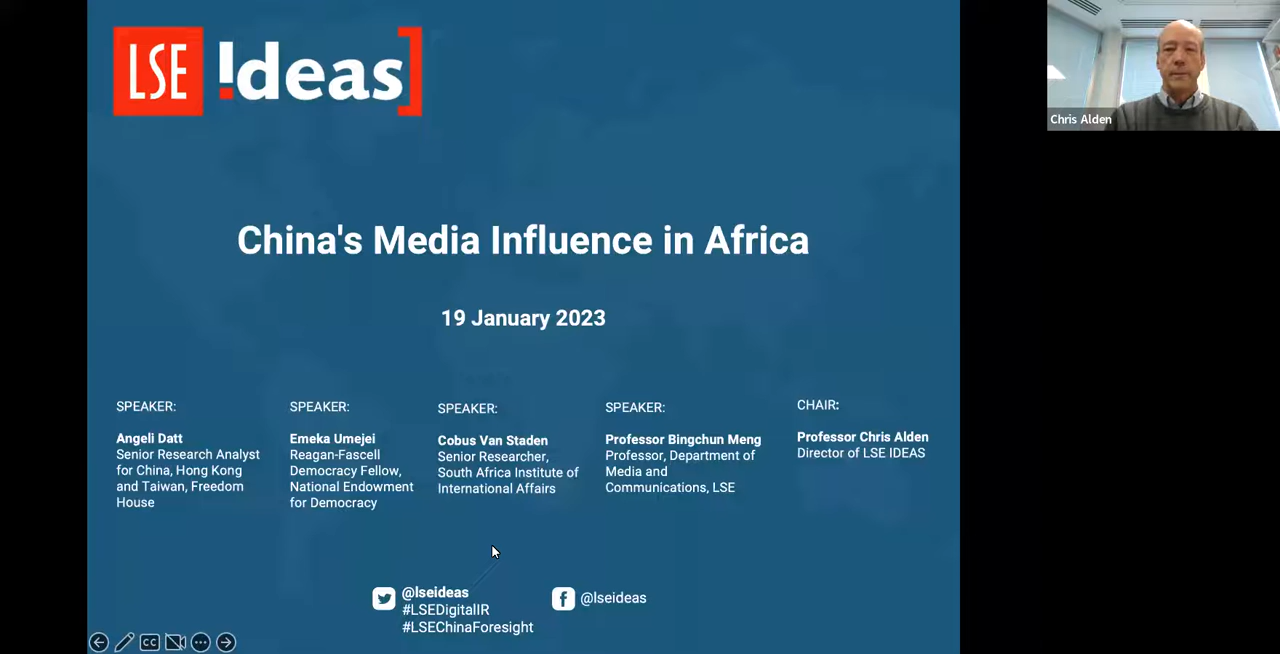 LSE Ideas
Chris Alden
China's Media Influence in Africa
19 January 2023
SPEAKER:
Angeli Datt
Senior Research Analyst
for China, Hong Kong
and Taiwan, Freedom
House
SPEAKER:
Emeka Umejei
Reagan-Fascell
Democracy Fellow,
National Endowment
for Democracy
SPEAKER:
Cobus Van Staden
Senior Researcher,
South Africa Institute of
International Affairs
SPEAKER:
Professor Bingchun Meng
Professor, Department of
Media and
Communications, LSE
CHAIR:
Professor Chris Alden
Director of LSE IDEAS
@lseideas
#LSEDigitalIR
#LSEChinaForesight
@lseideas
CC